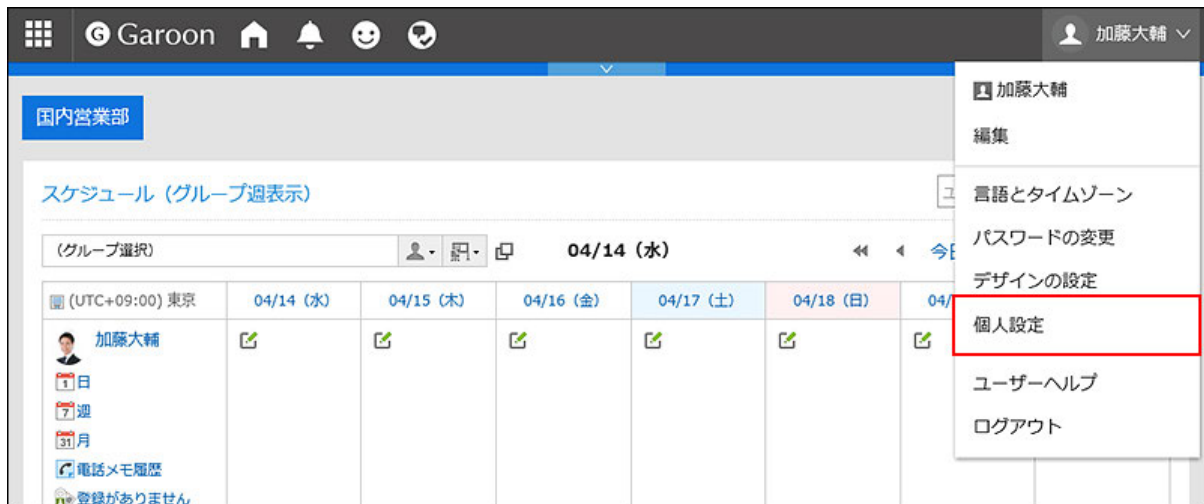 Garoon
加藤大輔
国内営業部
加藤大輔
編集
言語とタイムゾーン
パスワードの変更
デザインの設定
個人設定
ユーザーヘルプ
ログアウト
スケジュール（グループ週表示）
（グループ選択）
04/14（水）
今日
(UTC+09:00) 東京
04/14（水）
04/15（木）
04/16（金）
04/17（土）
04/18（日）
04/
加藤大輔
1日
7週
31月
電話メモ履歴
登録がありません